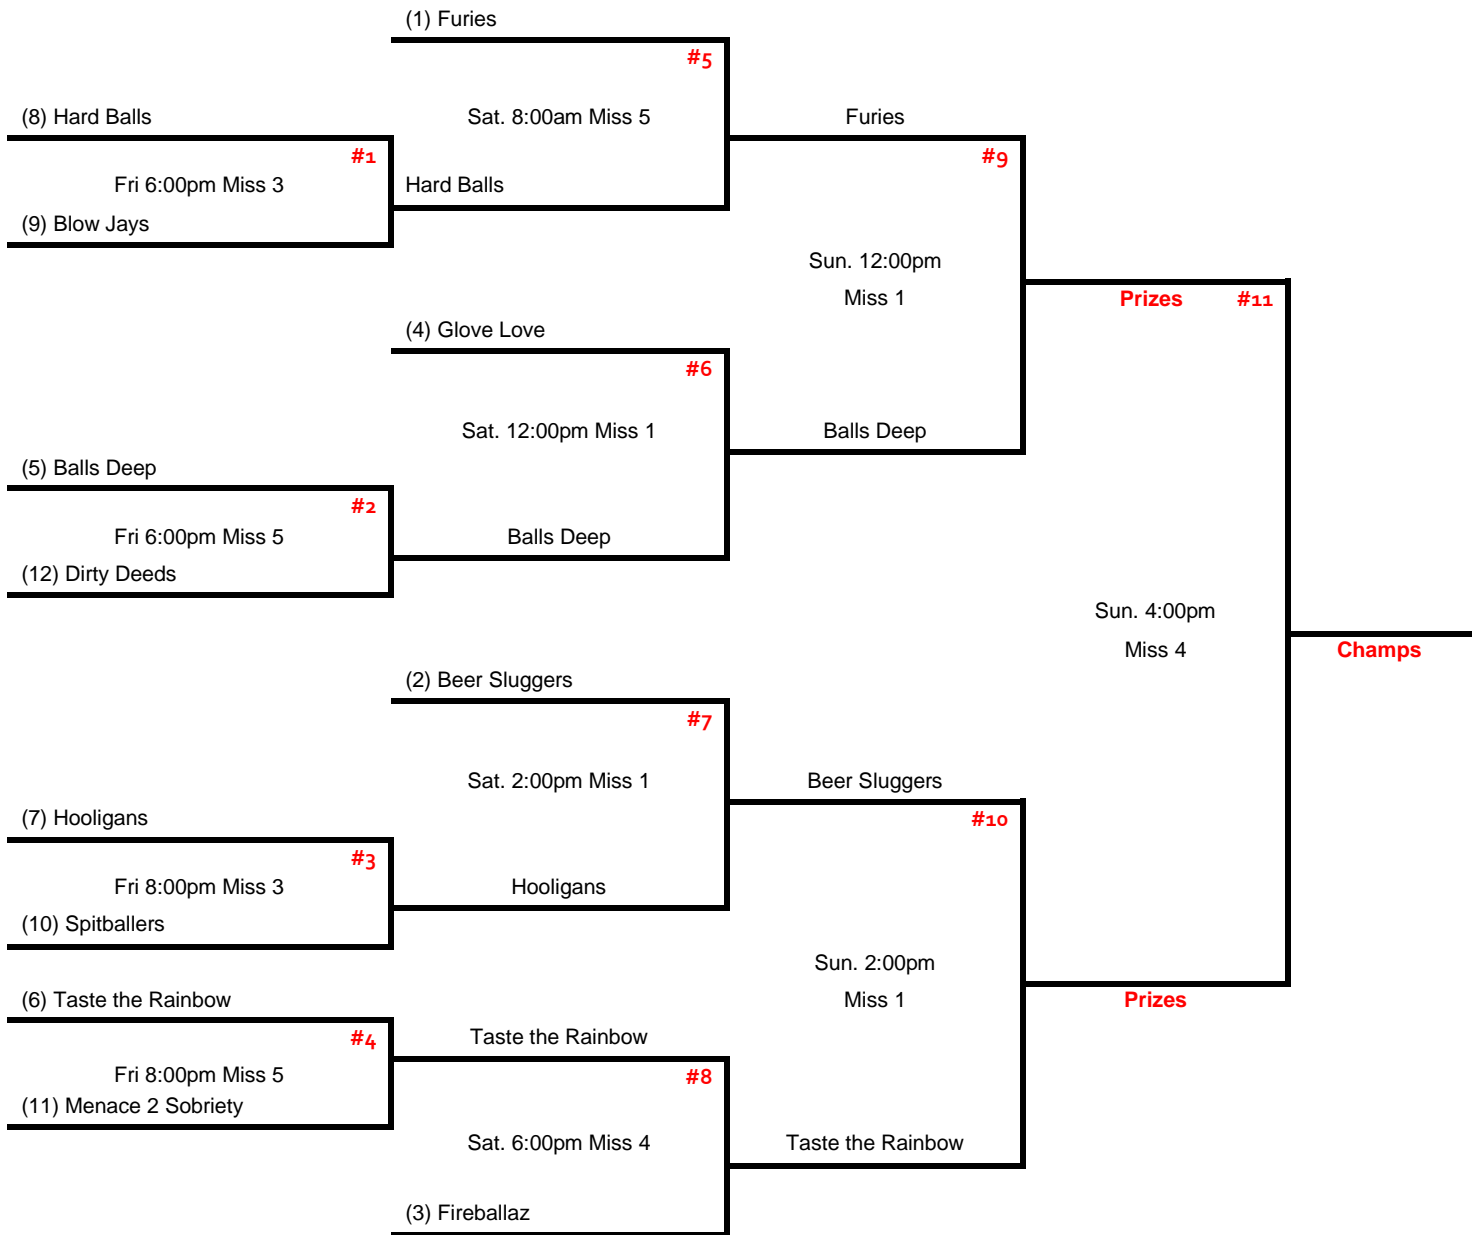 (1) Furies
#5
(8) Hard Balls
Sat. 8:00am Miss 5
Furies
#1
#9
Fri 6:00pm Miss 3
Hard Balls
(9) Blow Jays
Sun. 12:00pm
Miss 1
Prizes
#11
(4) Glove Love
#6
Sat. 12:00pm Miss 1
Balls Deep
(5) Balls Deep
#2
Fri 6:00pm Miss 5
Balls Deep
(12) Dirty Deeds
Sun. 4:00pm
Miss 4
Champs
(2) Beer Sluggers
#7
Sat. 2:00pm Miss 1
Beer Sluggers
(7) Hooligans
#10
#3
Fri 8:00pm Miss 3
Hooligans
(10) Spitballers
Sun. 2:00pm
Miss 1
Prizes
(6) Taste the Rainbow
#4
Taste the Rainbow
Fri 8:00pm Miss 5
#8
(11) Menace 2 Sobriety
Sat. 6:00pm Miss 4
Taste the Rainbow
(3) Fireballaz